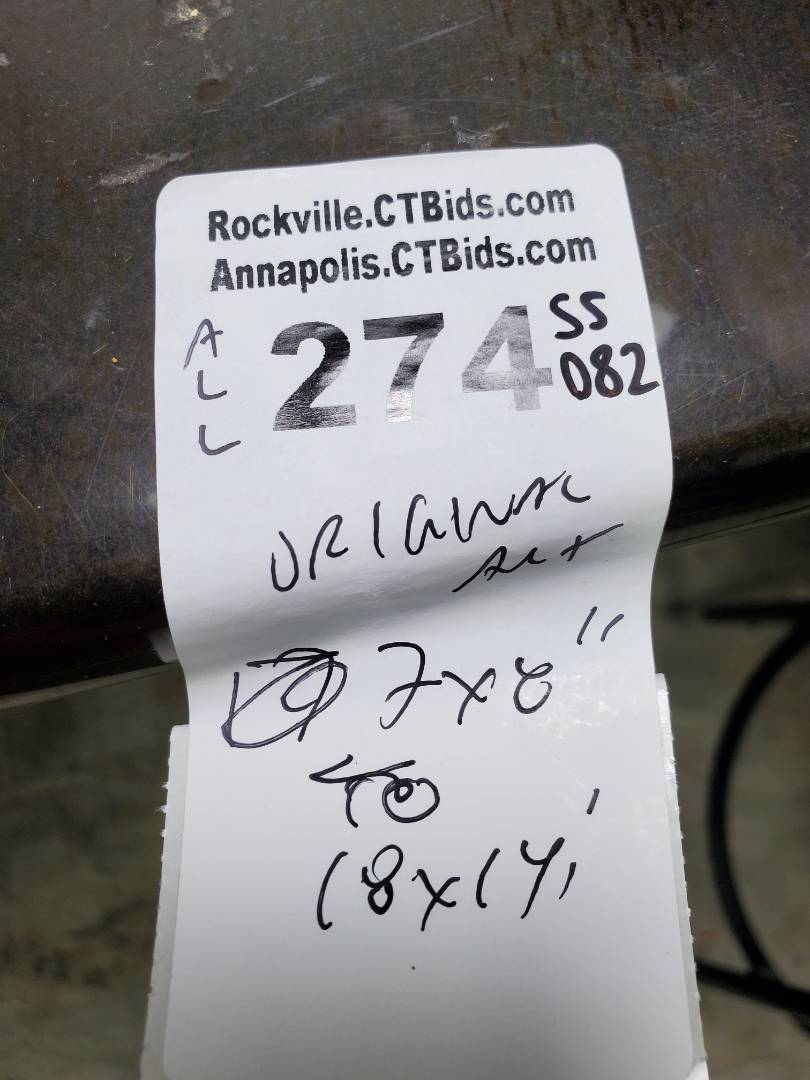 Rockville.CTBids.com
Annapolis.CTBids.com
ALL 274 SS
082
ORIGINAL
ART
7x8"
TO
18x14'